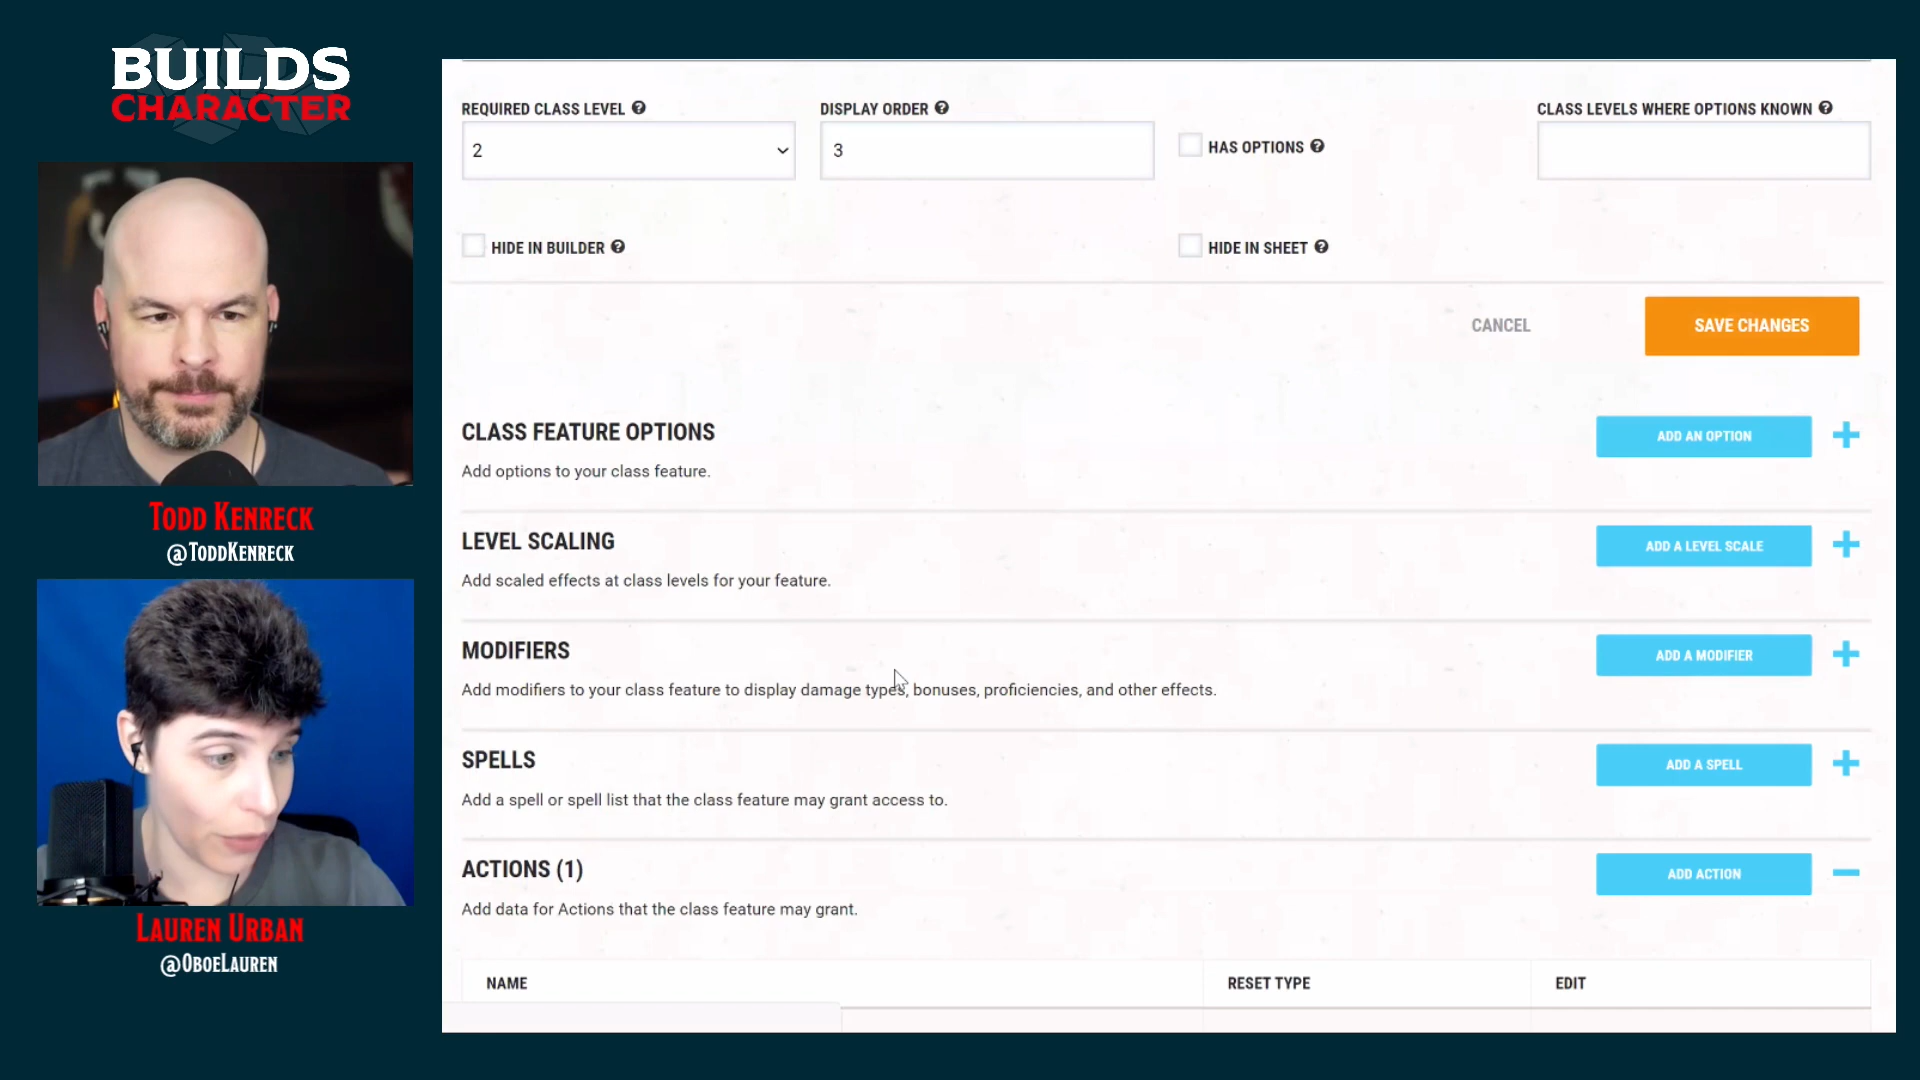 BUILDS
CHARACTER
TODD KENRECK
@TODDKENRECK
LAUREN URBAN
@OBOELAUREN
REQUIRED CLASS LEVEL
DISPLAY ORDER
CLASS LEVELS WHERE OPTIONS KNOWN
2
3
HAS OPTIONS
HIDE IN BUILDER
HIDE IN SHEET
CANCEL
SAVE CHANGES
CLASS FEATURE OPTIONS
ADD AN OPTION
Add options to your class feature.
LEVEL SCALING
ADD A LEVEL SCALE
Add scaled effects at class levels for your feature.
MODIFIERS
ADD A MODIFIER
Add modifiers to your class feature to display damage types, bonuses, proficiencies, and other effects.
SPELLS
ADD A SPELL
Add a spell or spell list that the class feature may grant access to.
ACTIONS (1)
ADD ACTION
Add data for Actions that the class feature may grant.
NAME
RESET TYPE
EDIT